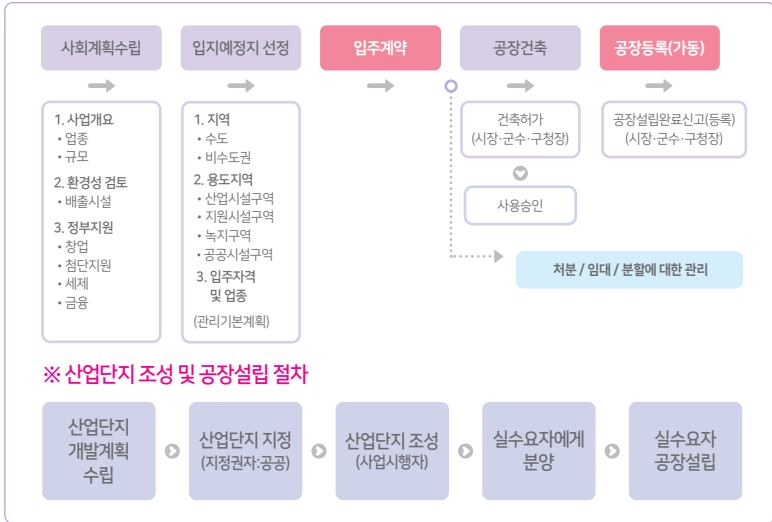 사회계획수립
입지예정지 선정
입주계약
공장건축
공장등록(가동)
1. 사업개요
• 업종
• 규모
2. 환경성 검토
• 배출시설
3. 정부지원
• 창업
• 첨단지원
• 세제
• 금융
1. 지역
• 수도
• 비수도권
2. 용도지역
• 산업시설구역
• 지원시설구역
• 녹지구역
• 공공시설구역
3. 입주자격
및 업종
(관리기본계획)
건축허가
(시장·군수·구청장)
사용승인
공장설립완료신고(등록)
(시장·군수·구청장)
처분 / 임대 / 분할에 대한 관리
※ 산업단지 조성 및 공장설립 절차
산업단지
개발계획
수립
산업단지 지정
(지정권자:공공)
산업단지 조성
(사업시행자)
실수요자에게
분양
실수요자
공장설립